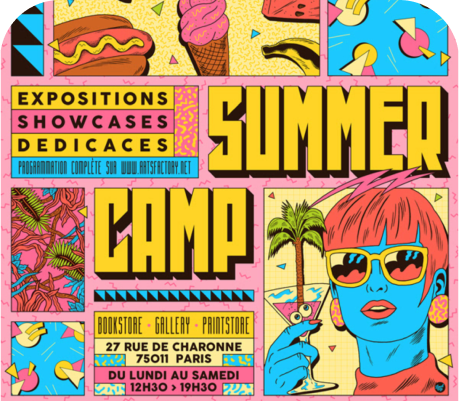 EXPOSITIONS
SHOWCASES
DEDICACES
PROGRAMMATION COMPLÈTE SUR WWW.ARTSFACTORY.NET
SUMMER
CAMP
BOOKSTORE • GALLERY • PRINTSTORE
27 RUE DE CHARONNE
75011 PARIS
DU LUNDI AU SAMEDI
12H30 > 19H30